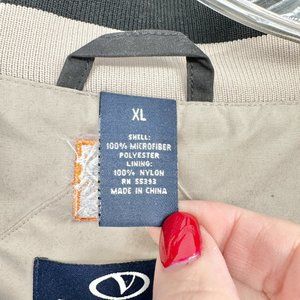 XL
SHELL:
100% MICROFIBER
POLYESTER
LINING:
100% NYLON
RN 55393
MADE IN CHINA
V